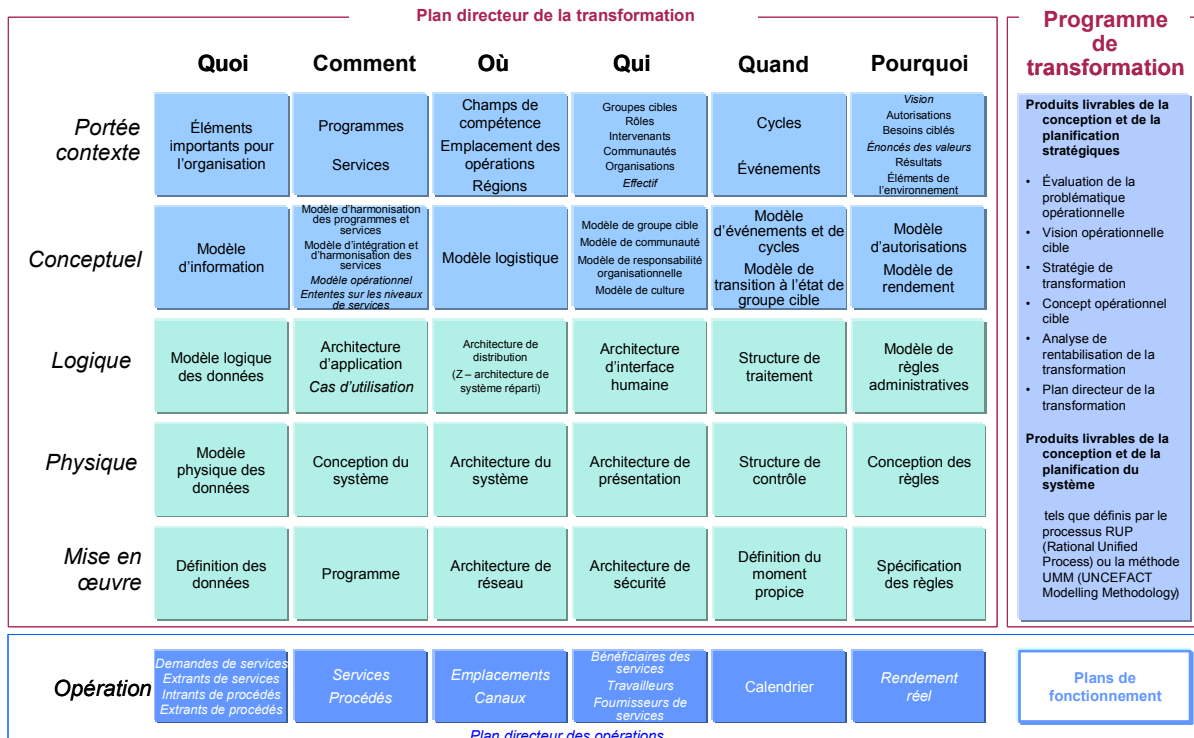 Plan directeur de la transformation
Programme
de
transformation
Quoi
Comment
Où
Qui
Quand
Pourquoi
Portée
contexte
Éléments
importants pour
l'organisation
Programmes
Services
Champs de
compétence
Emplacement des
opérations
Régions
Groupes cibles
Rôles
Intervenants
Communautés
Organisations
Effectif
Cycles
Événements
Vision
Autorisations
Besoins ciblés
Énoncés des valeurs
Résultats
Éléments de
l'environnement
Conceptuel
Modèle
d'information
Modèle d'harmonisation
des programmes et
services
Modèle d'intégration et
d'harmonisation des
services
Modèle opérationnel
Ententes sur les niveaux
de services
Modèle logistique
Modèle de groupe cible
Modèle de communauté
Modèle de responsabilité
organisationnelle
Modèle de culture
Modèle
d'événements et de
cycles
Modèle de
transition à l'état de
groupe cible
Modèle
d'autorisations
Modèle de
rendement
Logique
Modèle logique
des données
Architecture
d'application
Cas d'utilisation
Architecture de
distribution
(Z – architecture de
système réparti)
Architecture
d'interface
humaine
Structure de
traitement
Modèle de
règles
administratives
Physique
Modèle
physique des
données
Conception du
système
Architecture du
système
Architecture de
présentation
Structure de
contrôle
Conception des
règles
Mise en
œuvre
Définition des
données
Programme
Architecture de
réseau
Architecture de
sécurité
Définition du
moment
propice
Spécification
des règles
Produits livrables de la
conception et de la
planification
stratégiques
• Évaluation de la
problématique
opérationnelle
• Vision opérationnelle
cible
• Stratégie de
transformation
• Concept opérationnel
cible
• Analyse de
rentabilisation de la
transformation
• Plan directeur de la
transformation
Produits livrables de la
conception et de la
planification du
système
tels que définis par le
processus RUP
(Rational Unified
Process) ou la méthode
UMM (UNCEFACT
Modelling Methodology)
Opération
Demandes de services
Extrants de services
Intrants de procédés
Extrants de procédés
Services
Procédés
Emplacements
Canaux
Bénéficiaires des
services
Travailleurs
Fournisseurs de
services
Calendrier
Rendement
réel
Plans de
fonctionnement
Plan directeur des opérations